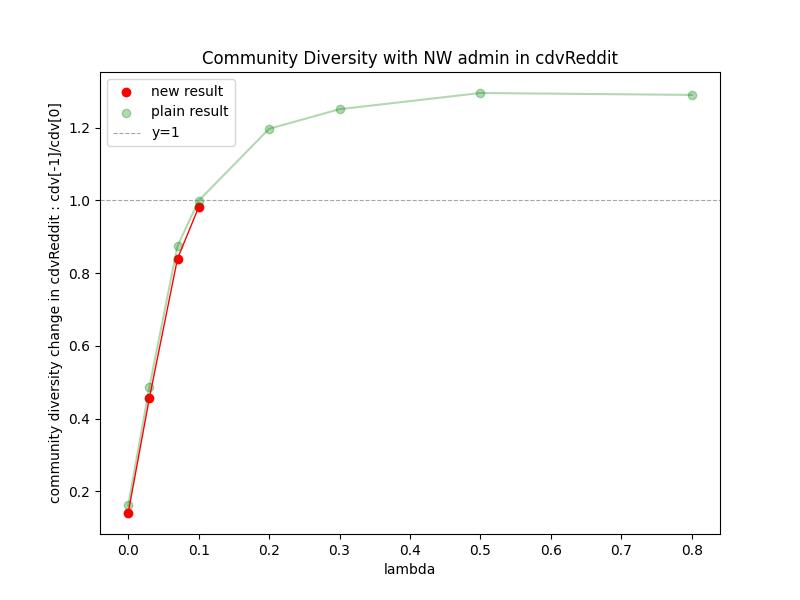 Community Diversity with NW admin in cdvReddit
new result
plain result
y=1
community diversity change in cdvReddit : cdv[-1]/cdv[0]
1.2
1.0
0.8
0.6
0.4
0.2
0.0 0.1 0.2 0.3 0.4 0.5 0.6 0.7 0.8
lambda